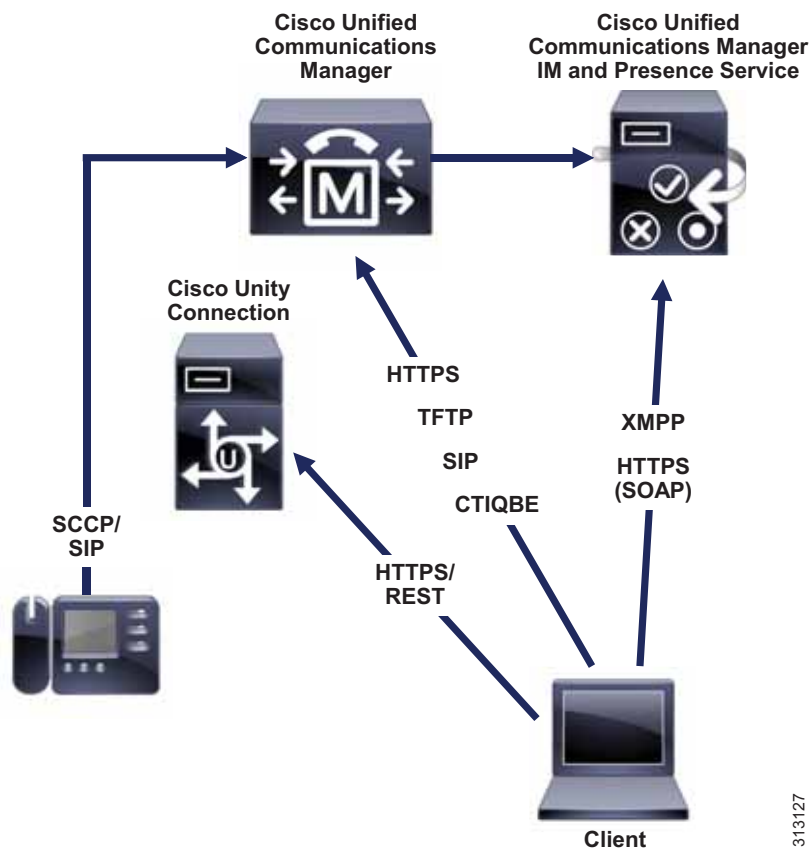 Cisco Unified
Communications
Manager
Cisco Unified
Communications Manager
IM and Presence Service
M
Cisco Unity
Connection
U
HTTPS
TFTP
SIP
CTIQBE
XMPP
HTTPS
(SOAP)
SCCP/
SIP
HTTPS/
REST
Client
313127